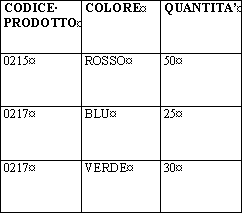 CODICE· COLORE¤ QUANTITA'¤
PRODOTTO¤
0215¤ ROSSO¤ 50¤
0217¤ BLU¤ 25¤
0217¤ VERDE¤ 30¤